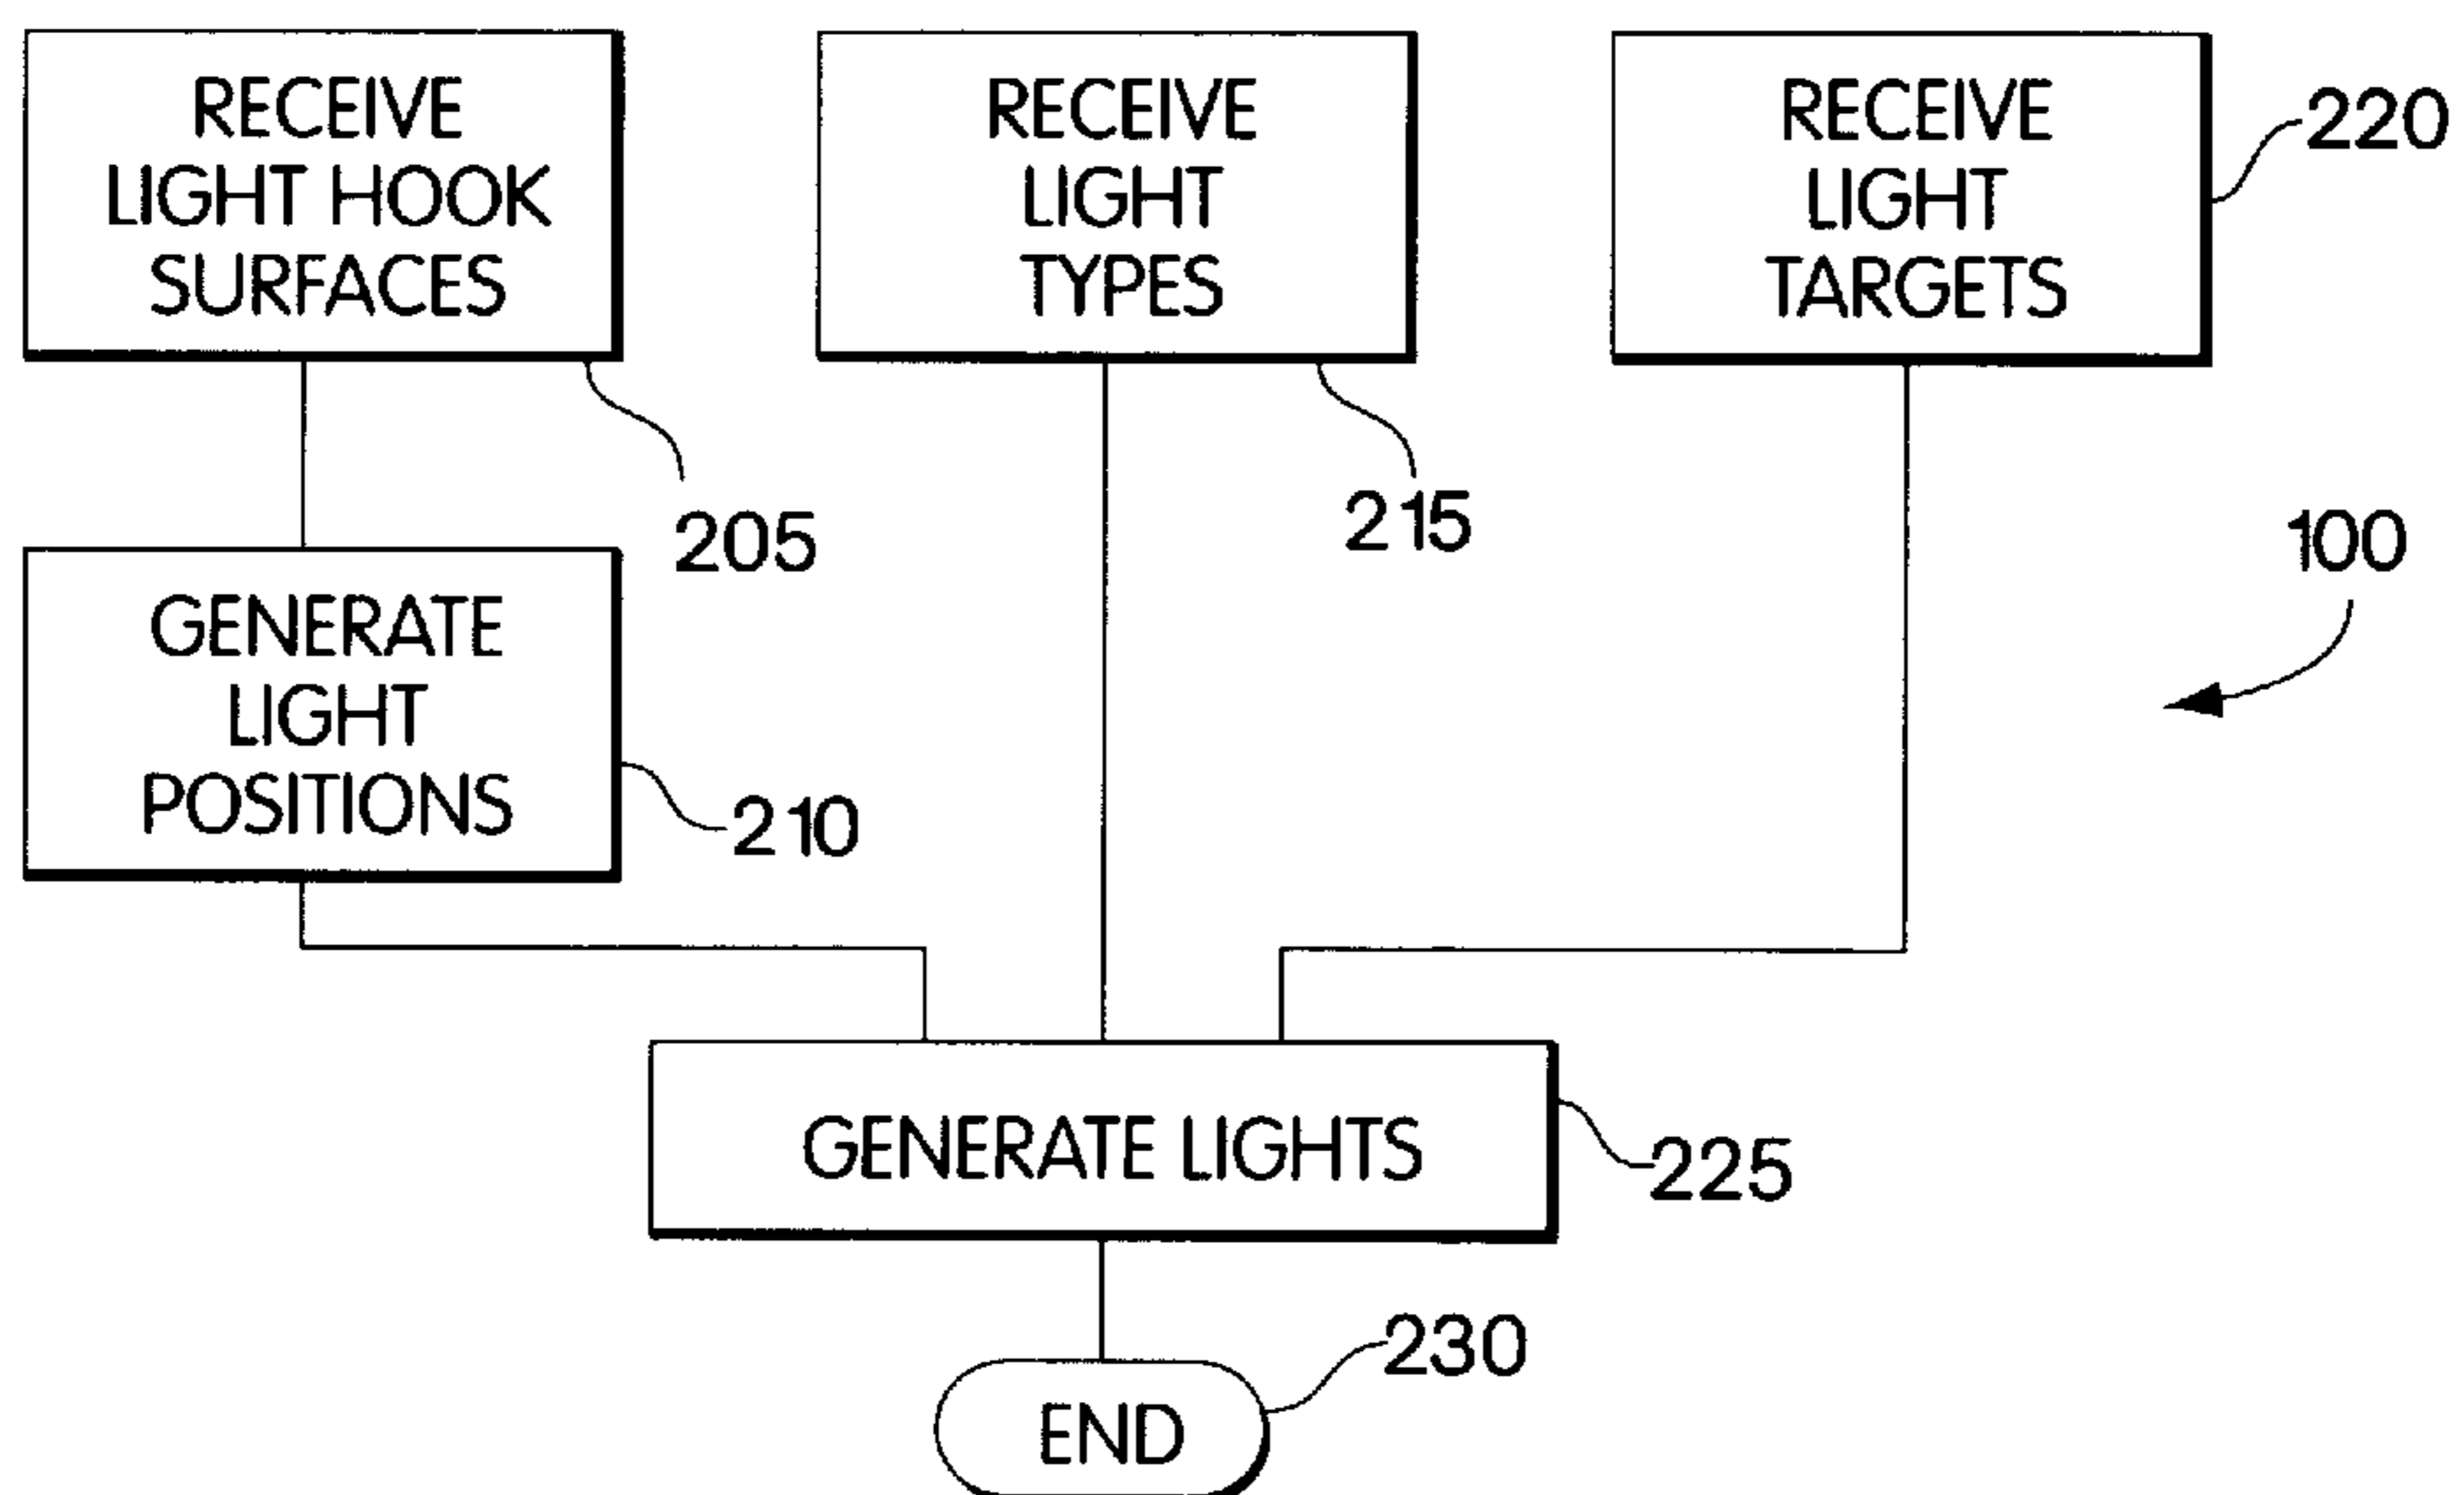 RECEIVE
LIGHT HOOK
SURFACES
205
RECEIVE
LIGHT
TYPES
215
RECEIVE
LIGHT
TARGETS
220
100
GENERATE
LIGHT
POSITIONS
210
GENERATE LIGHTS
225
END
230